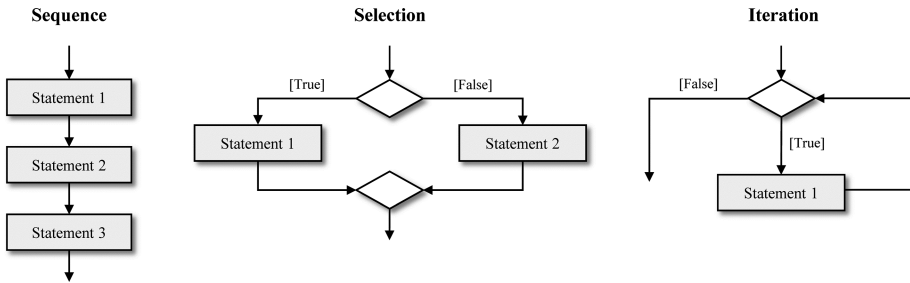 Sequence
Statement 1
Statement 2
Statement 3
Selection
[True]
[False]
Statement 1
Statement 2
Iteration
[False]
[True]
Statement 1